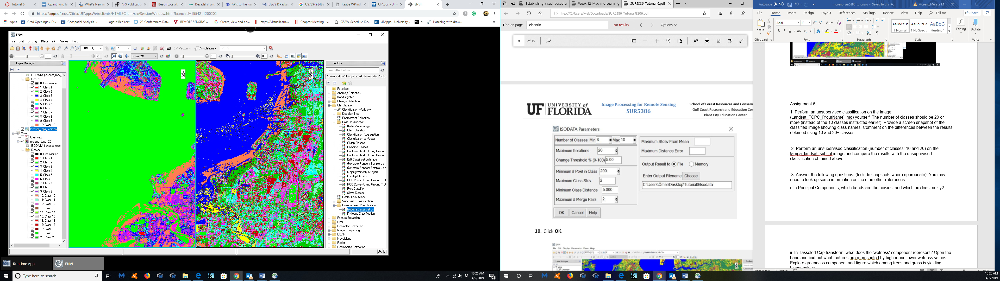 Tutorial 6
Quantifying la
What's New in
AFS Publicatio
Beach Loss alo
Decadal chang
APIs to the Re
USGS R Packa
US7894984B2
Raabe WP.ind
UFApps - Univ
ENVI
https://apps.ufl.edu/Citrix/UFAppsWeb/clients/HTML5Client/src/SessionWindow.html?launchid=1554211200202
Apps
Grad Openings » D...
Geospatial Analysis ...
Logout Redirect
23 Conferences Dat...
REMOTE SENSING ...
Create, view and ed...
https://virtuallearn...
Chapter Meeting – ...
GSAW-Schedule-De...
UFApps - University...
a
Hatching with draw...
ENVI
File Edit Display Placemarks Views Help
100% (1:1)
0°
Vectors
Annotations
Go To
50
20
Linear 2%
10
0
Layer Manager
ISODATA (landsat_tcps_
Classes
0: Unclassified
1: Class 1
2: Class 2
3: Class 3
4: Class 4
5: Class 5
6: Class 6
7: Class 7
8: Class 8
9: Class 9
10: Class 10
landsat_tcps_moreno
View
Overview
moreno_tcpc_20
ISODATA (landsat_tcps_
Classes
0: Unclassified
1: Class 1
2: Class 2
3: Class 3
4: Class 4
5: Class 5
6: Class 6
7: Class 7
8: Class 8
9: Class 9
10: Class 10
11: Class 11
12: Class 12
13: Class 13
14: Class 14
15: Class 15
16: Class 16
17: Class 17
18: Class 18
19: Class 19
20: Class 20
N
N
Toolbox
Search the toolbox
/Classification/Unsupervised Classification/IsoDa
Favorites
Anomaly Detection
Band Algebra
Change Detection
Classification
Classification Workflow
Decision Tree
Endmember Collection
Post Classification
Buffer Zone Image
Class Statistics
Classification Aggregation
Classification to Vector
Clump Classes
Combine Classes
Confusion Matrix Using Ground
Confusion Matrix Using Ground
Edit Classification Image
Generate Random Sample Usin
Generate Random Sample Usin
Majority/Minority Analysis
Overlay Classes
ROC Curves Using Ground Trut
ROC Curves Using Ground Trut
Rule Classifier
Sieve Classes
Raster Color Slices
Supervised Classification
Unsupervised Classification
IsoData Classification
K-Means Classification
Feature Extraction
Filter
Geometric Correction
Image Sharpening
LiDAR
Mosaicking
Radar
Radiometric Correction
Runtime App
ENVI
Type here to search
10:26 AM
4/2/2019
21
Establishing_visual_based_a
Week 12_Machine_Learning
SUR5386_Tutorial 6.pdf
file:///C:/Users/Mel/Downloads/SUR5386_Tutorial%206.pdf
Find on page
eleanrin
No results
Options
8 of 15
UF UNIVERSITY of FLORIDA
Image Processing for Remote Sensing
SUR5386
School of Forest Resources and Conserv
Gulf Coast Research and Education Cen
Plant City Education Center
ISODATA Parameters
Number of Classes: Min 8 Max 10
Maximum Iterations 20
Change Threshold % (0-100) 5.00
Minimum # Pixel in Class 200
Maximum Class Stdv 2
Minimum Class Distance 5.000
Maximum # Merge Pairs 2
Maximum Stdev From Mean
Maximum Distance Error
Output Result to File Memory
Enter Output Filename Choose
C:\Users\Ömer\Desktop\Tutorial6\Isodata
OK Cancel Help
10. Click OK.
ENVI
File Edit Display Placemarks Views Help
Layer Manager
View
Overview
10:26 AM
4/2/2019
AutoSave Off
moreno_sur5386_tutorial6 - Saved to this PC
Moreno,Melissa M
File Home Insert Design Layout References Mailings Review View Help Tell me
Share
Paste
Arial
12
AaBbCcDc
¶ Normal
AaBbCcDc
¶ No Spac...
AaBbCc
Heading 1
Editing
Dictate
Clipboard
Font
Paragraph
Styles
Voice
Assignment 6:
1. Perform an unsupervised classification on the image
(Landsat_TCPC_[YourName].img) yourself. The number of classes should be 20 or
more (instead of the 10 classes instructed earlier). Provide a screen snapshot of the
classified image showing class names. Comment on the differences between the results
obtained using 10 and 20+ classes.
2. Perform an unsupervised classification (number of classes: 10 and 20) on the
tampa_landsat_subset image and compare the results with the unsupervised
classification obtained above.
3. Answer the following questions: (Include snapshots where appropriate). You may
need to look up some information online or in other references.
i. In Principal Components, which bands are the noisiest and which are least noisy?
ii. In Tasseled Cap transform, what does the 'wetness' component represent? Open the
band and find out what features are represented by higher and lower wetness values.
Explore greenness component and figure which among trees and grass is yielding
higher values
10:26 AM
4/2/2019